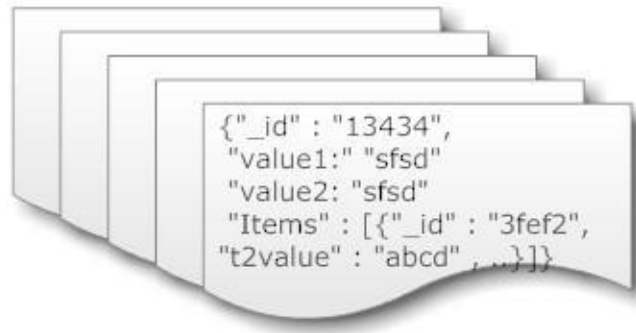 {"_id" : "13434",
"value1:" "sfsd"
"value2: "sfsd"
"Items" : [{"_id" : "3fef2",
"t2value" : "abcd" , ..}]}